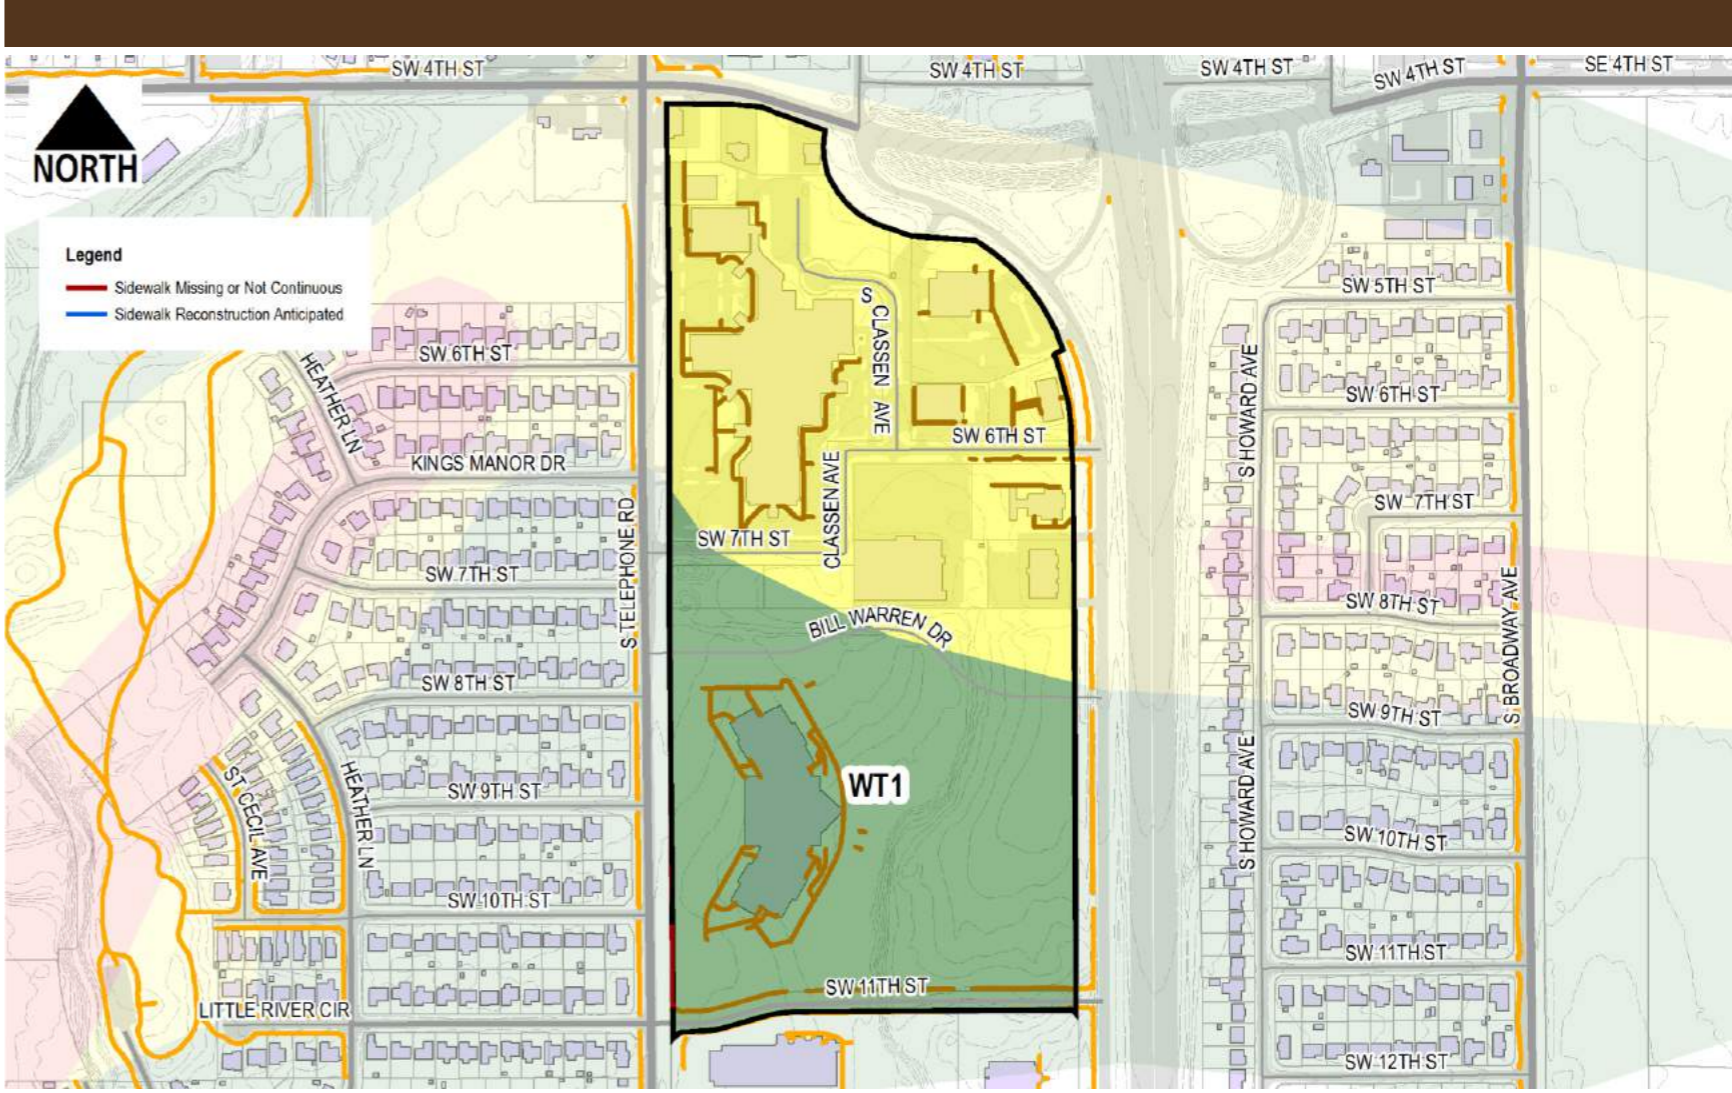 SW 4TH ST
SW 4TH ST
SW 4TH ST
SW 4TH ST
SE 4TH ST
NORTH
Legend
Sidewalk Missing or Not Continuous
Sidewalk Reconstruction Anticipated
SW 5TH ST
S
CLASSEN AVE
SW 6TH ST
HEATHER LN
SW 6TH ST
S HOWARD AVE
SW 6TH ST
KINGS MANOR DR
CLASSEN AVE
SW 7TH ST
S TELEPHONE RD
SW 7TH ST
SW 7TH ST
BILL WARREN DR
SW 8TH ST
S BROADWAY AVE
SW 8TH ST
SW 9TH ST
WT1
ST CECIL AVE
HEATHER LN
SW 9TH ST
S HOWARD AVE
SW 10TH ST
SW 10TH ST
SW 11TH ST
SW 11TH ST
LITTLE RIVER CIR
SW 12TH ST